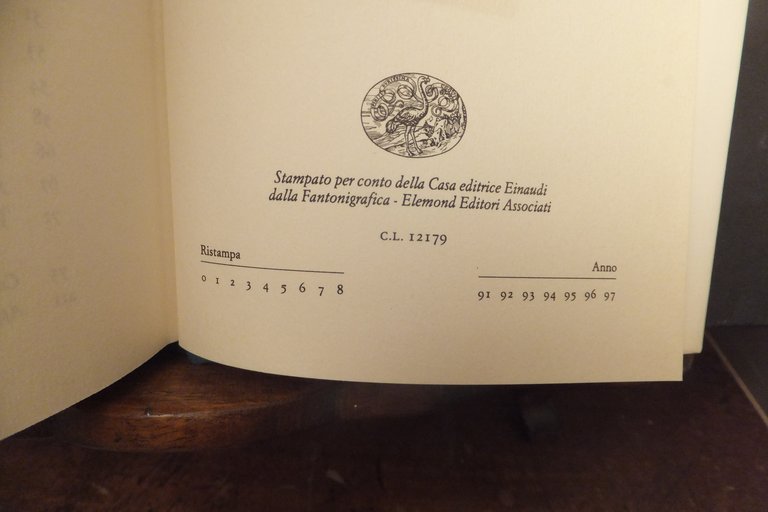 Stampato per conto della Casa editrice Einaudi
dalla Fantonigrafica - Elemond Editori Associati
C.L. 12179
Ristampa
Anno
0 1 2 3 4 5 6 7 8
91 92 93 94 95 96 97